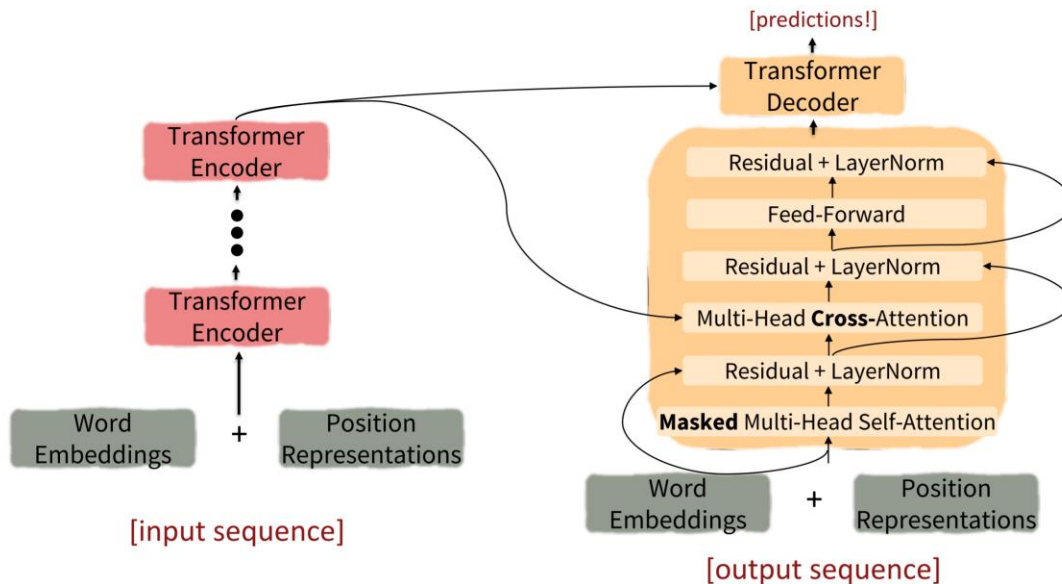 [predictions!]
Transformer
Decoder
Transformer
Encoder
Transformer
Encoder
Word
Embeddings
+
Position
Representations
[input sequence]
Residual + LayerNorm
Feed-Forward
Residual + LayerNorm
Multi-Head Cross-Attention
Residual + LayerNorm
Masked Multi-Head Self-Attention
Word
Embeddings
+
Position
Representations
[output sequence]